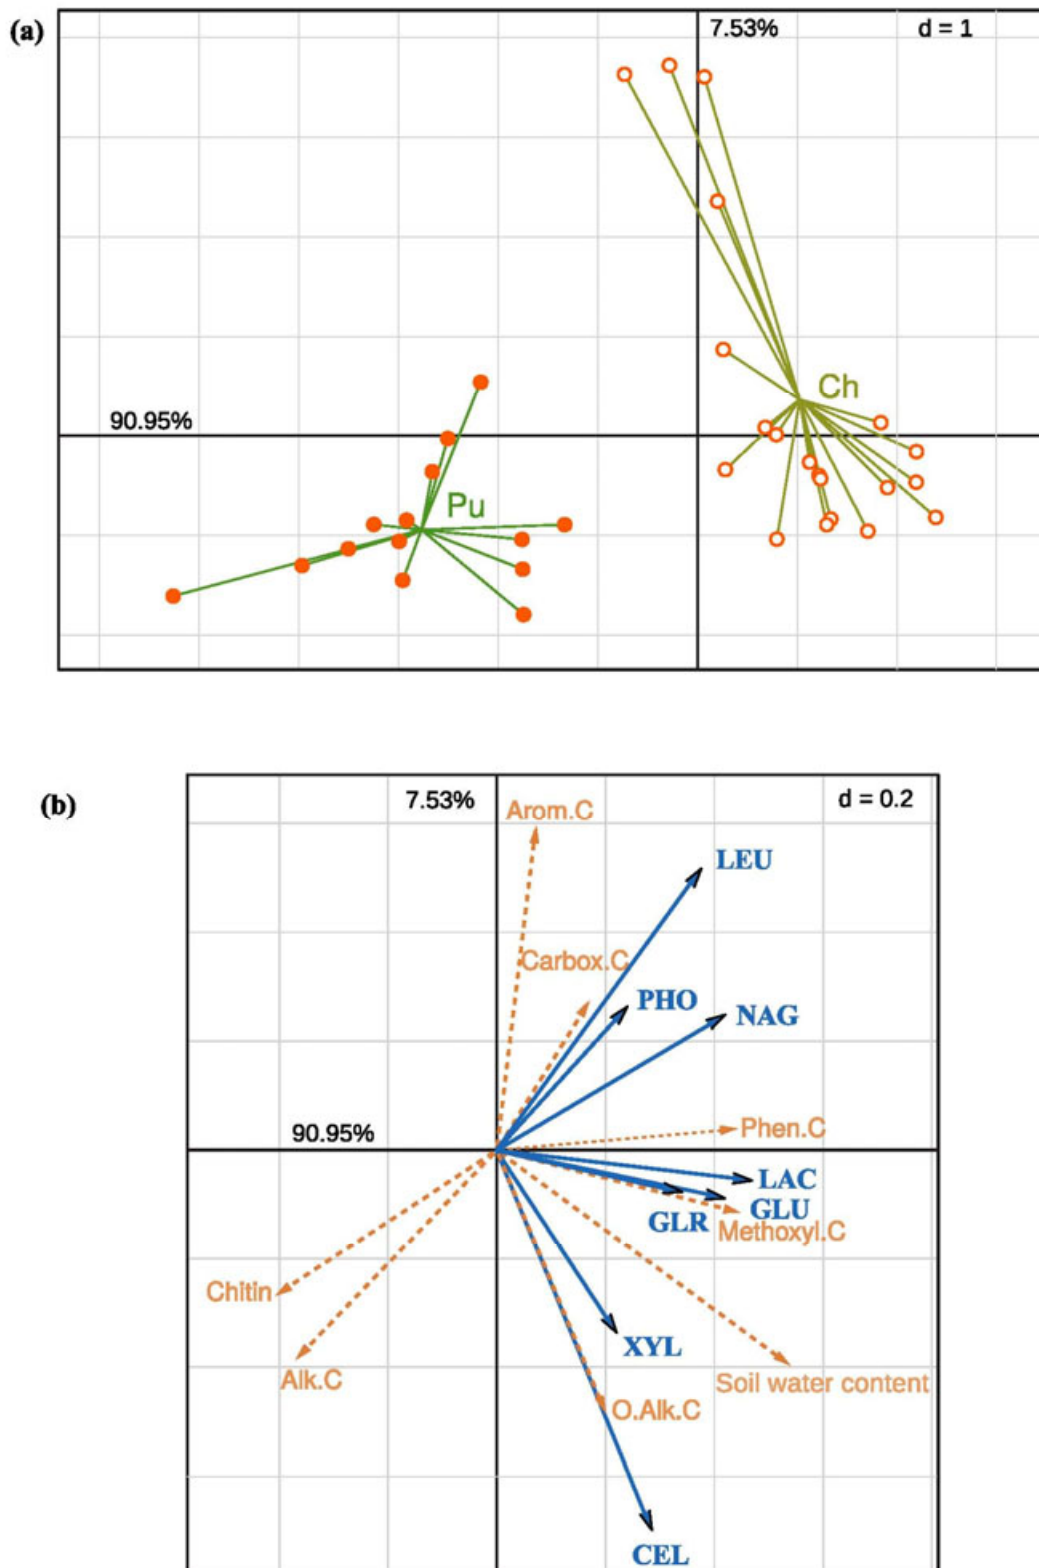 (a)
7.53%
d = 1
Ch
90.95%
Pu
(b)
7.53%
d = 0.2
Arom.C
LEU
Carbox.C
PHO
NAG
90.95%
Phen.C
LAC
GLU
GLR
Methoxyl.C
Chitin
XYL
Alk.C
Soil water content
O.Alk.C
CEL